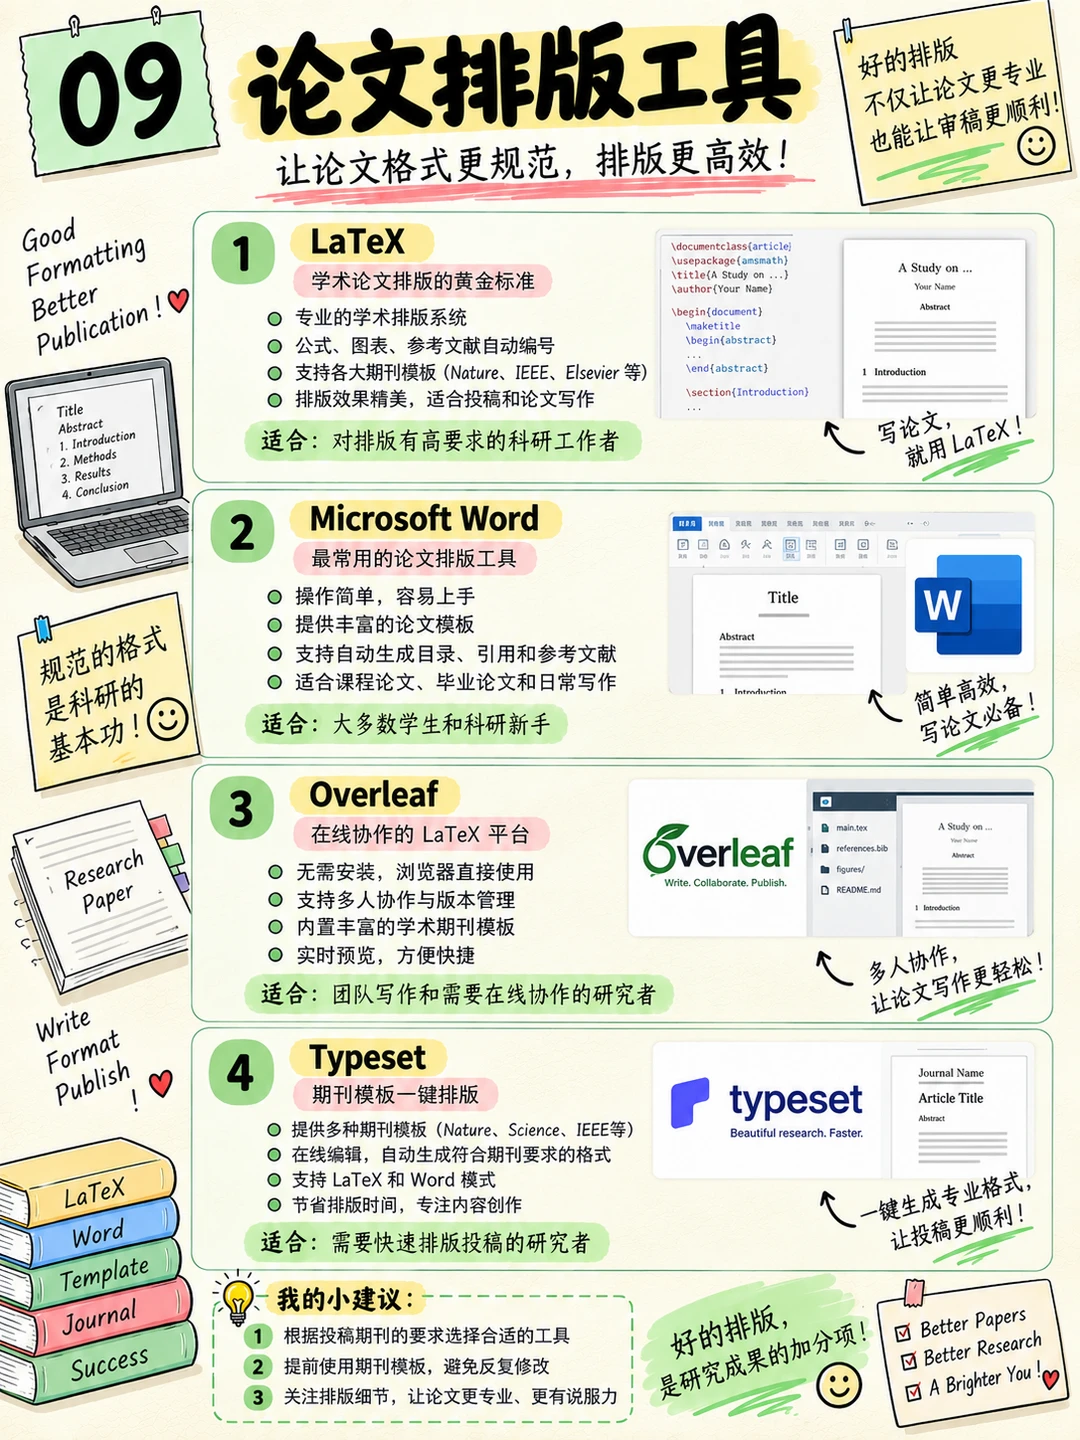 09
论文排版工具
让论文格式更规范，排版更高效！
好的排版
不仅让论文更专业
也能让审稿更顺利！
Good
Formatting
Better
Publication！
Title
Abstract
1. Introduction
2. Methods
3. Results
4. Conclusion
规范的格式
是科研的
基本功！
Research
Paper
Write
Format
Publish
!
LaTeX
Word
Template
Journal
Success
1
LaTeX
学术论文排版的黄金标准
专业的学术排版系统
公式、图表、参考文献自动编号
支持各大期刊模板 (Nature、IEEE、Elsevier 等)
排版效果精美，适合投稿和论文写作
适合：对排版有高要求的科研工作者
\documentclass{article}
\usepackage{amsmath}
\title{A Study on ...}
\author{Your Name}
\begin{document}
\maketitle
\begin{abstract}
...
\end{abstract}
\section{Introduction}
...
A Study on ...
Your Name
Abstract
1 Introduction
写论文，
就用 LaTeX！
2
Microsoft Word
最常用的论文排版工具
操作简单，容易上手
提供丰富的论文模板
支持自动生成目录、引用和参考文献
适合课程论文、毕业论文和日常写作
适合：大多数学生和科研新手
Title
Abstract
1 Introduction
W
简单高效，
写论文必备！
3
Overleaf
在线协作的 LaTeX 平台
无需安装，浏览器直接使用
支持多人协作与版本管理
内置丰富的学术期刊模板
实时预览，方便快捷
适合：团队写作和需要在线协作的研究者
Overleaf
Write. Collaborate. Publish.
main.tex
references.bib
figures/
README.md
A Study on ...
Your Name
Abstract
1 Introduction
多人协作，
让论文写作更轻松！
4
Typeset
期刊模板一键排版
提供多种期刊模板（Nature、Science、IEEE等）
在线编辑，自动生成符合期刊要求的格式
支持 LaTeX 和 Word 模式
节省排版时间，专注内容创作
适合：需要快速排版投稿的研究者
typeset
Beautiful research. Faster.
Journal Name
Article Title
Abstract
一键生成专业格式，
让投稿更顺利！
我的小建议：
1 根据投稿期刊的要求选择合适的工具
2 提前使用期刊模板，避免反复修改
3 关注排版细节，让论文更专业、更有说服力
好的排版，
是研究成果的加分项！
Better Papers
Better Research
A Brighter You！